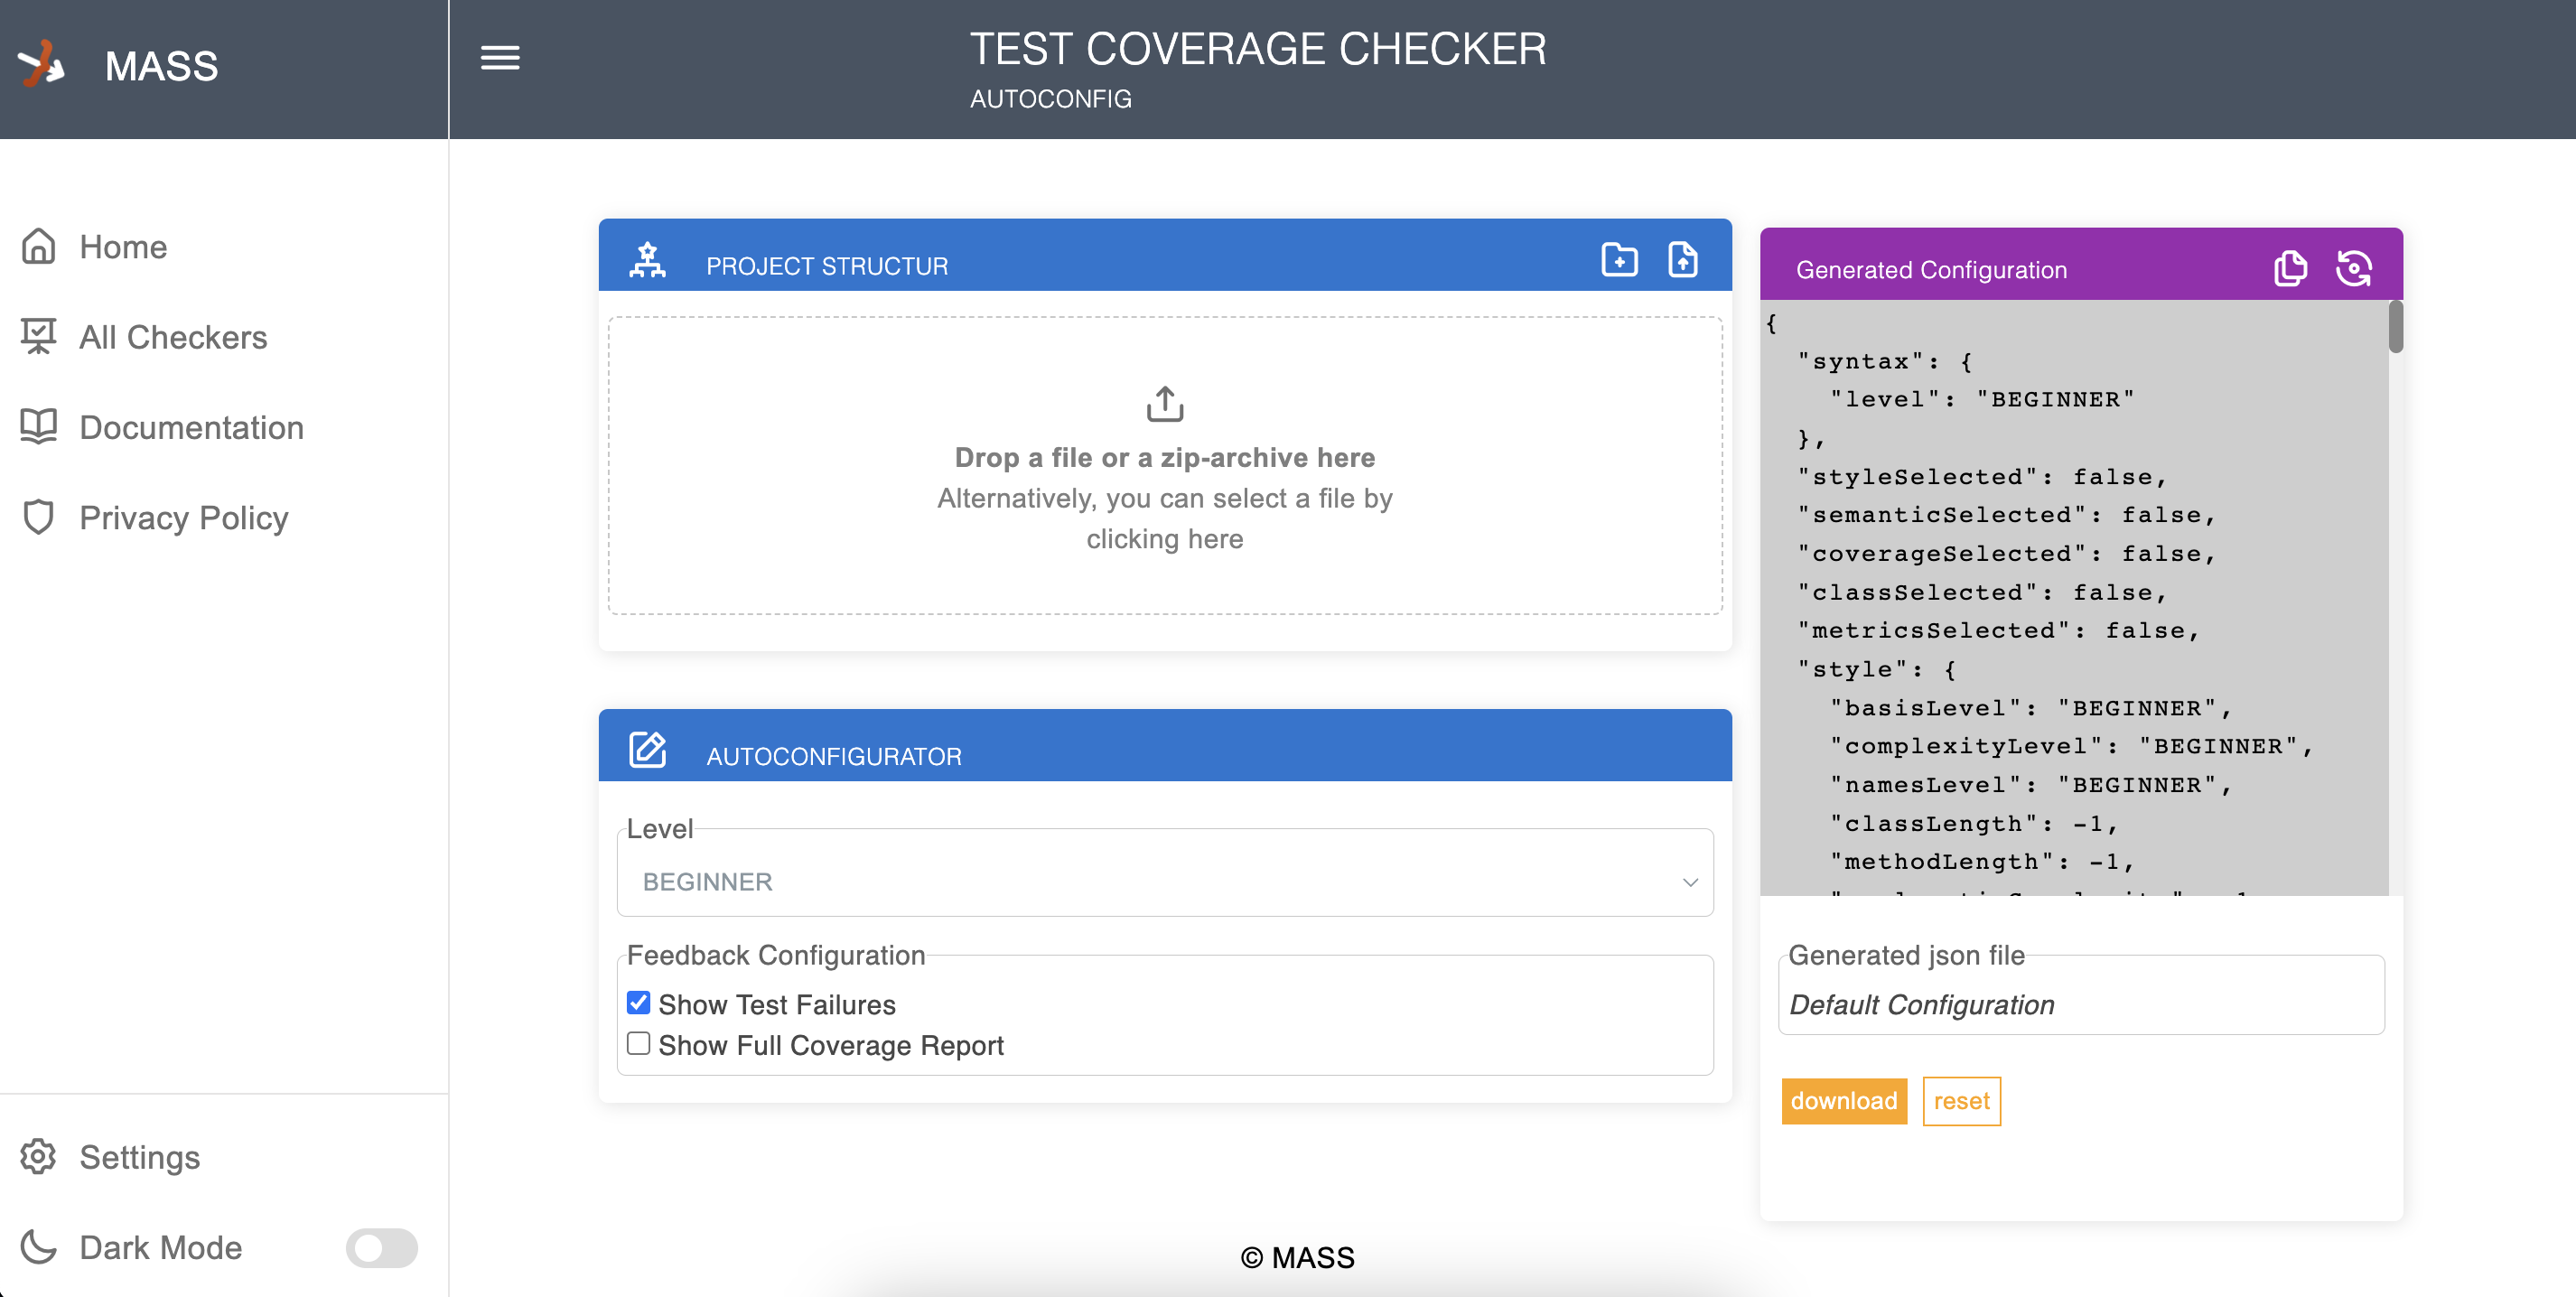 MASS
TEST COVERAGE CHECKER
AUTOCONFIG
Home
All Checkers
Documentation
Privacy Policy
Settings
Dark Mode
PROJECT STRUCTUR
Drop a file or a zip-archive here
Alternatively, you can select a file by
clicking here
AUTOCONFIGURATOR
Level
BEGINNER
Feedback Configuration
Show Test Failures
Show Full Coverage Report
Generated Configuration
{
"syntax": {
"level": "BEGINNER"
},
"styleSelected": false,
"semanticSelected": false,
"coverageSelected": false,
"classSelected": false,
"metricsSelected": false,
"style": {
"basisLevel": "BEGINNER",
"complexityLevel": "BEGINNER",
"namesLevel": "BEGINNER",
"classLength": -1,
"methodLength": -1,
Generated json file
Default Configuration
download
reset
© MASS